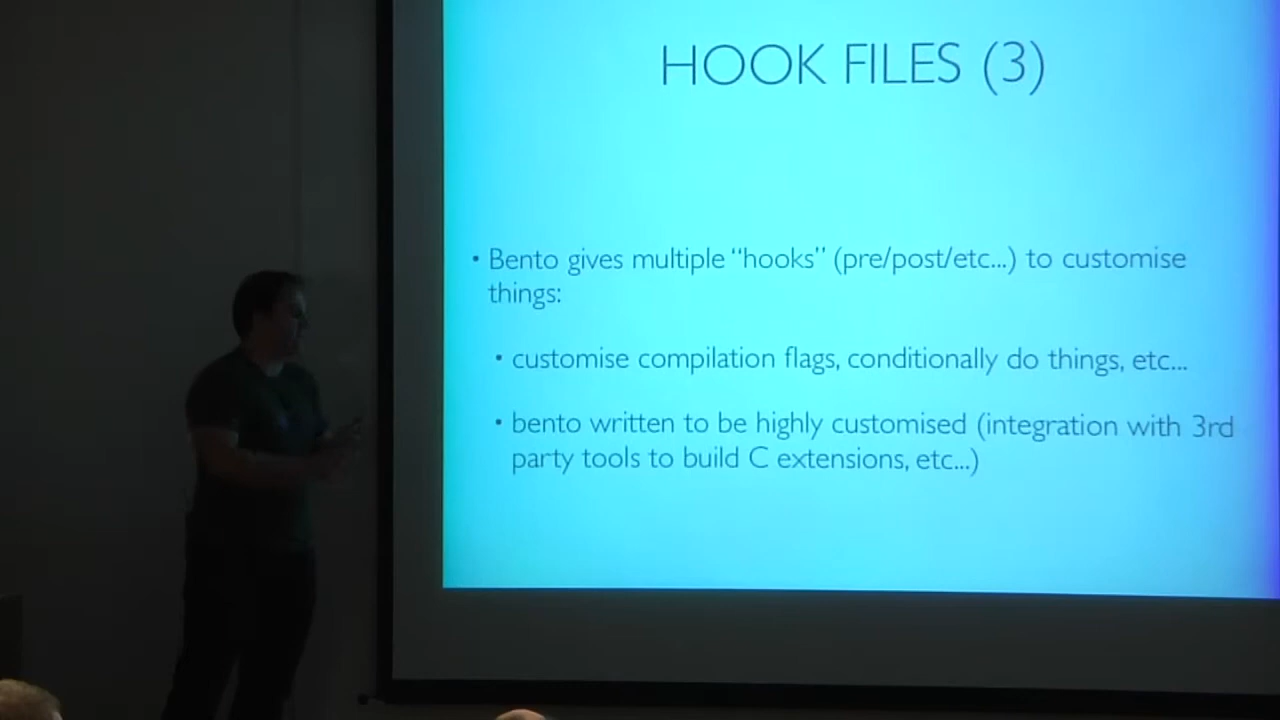 HOOK FILES (3)
• Bento gives multiple “hooks” (pre/post/etc...) to customise
things:
• customise compilation flags, conditionally do things, etc...
• bento written to be highly customised (integration with 3rd
party tools to build C extensions, etc...)